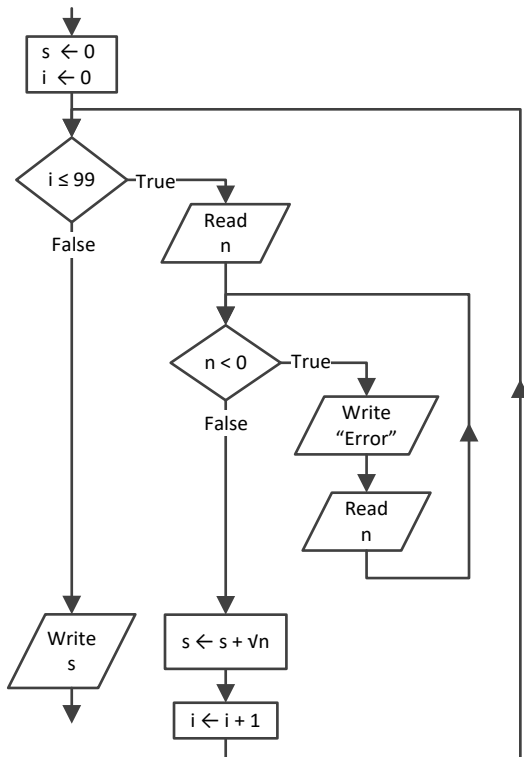 s ← 0
i ← 0
i ≤ 99
True
Read
n
False
n < 0
True
Write
“Error”
False
Read
n
Write
s
s ← s + √n
i ← i + 1